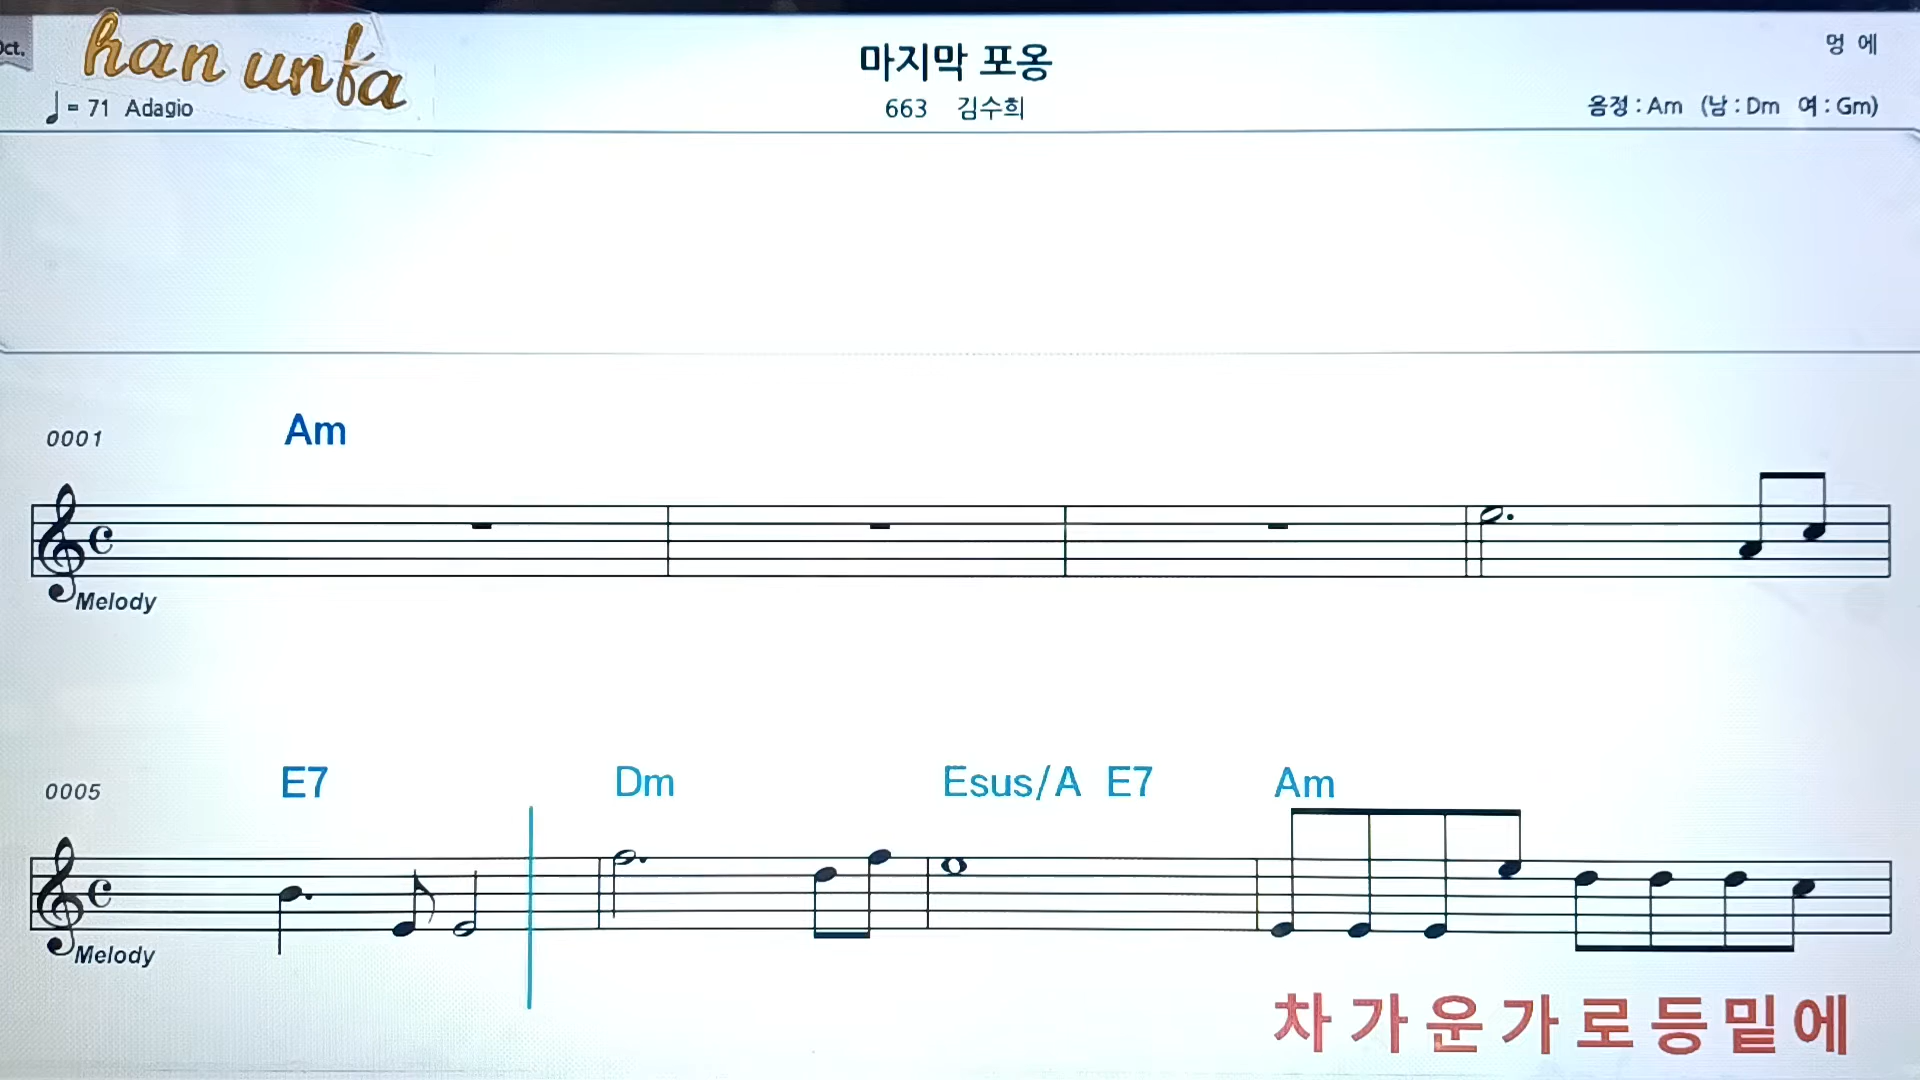 Oct.
han unfa
마지막 포옹
멍에
♩= 71 Adagio
663 김수희
음정 : Am (남 : Dm 여 : Gm)
0001
Am
Melody
0005
E7 Dm Esus/A E7 Am
Melody
차 가 운 가 로 등 밑 에